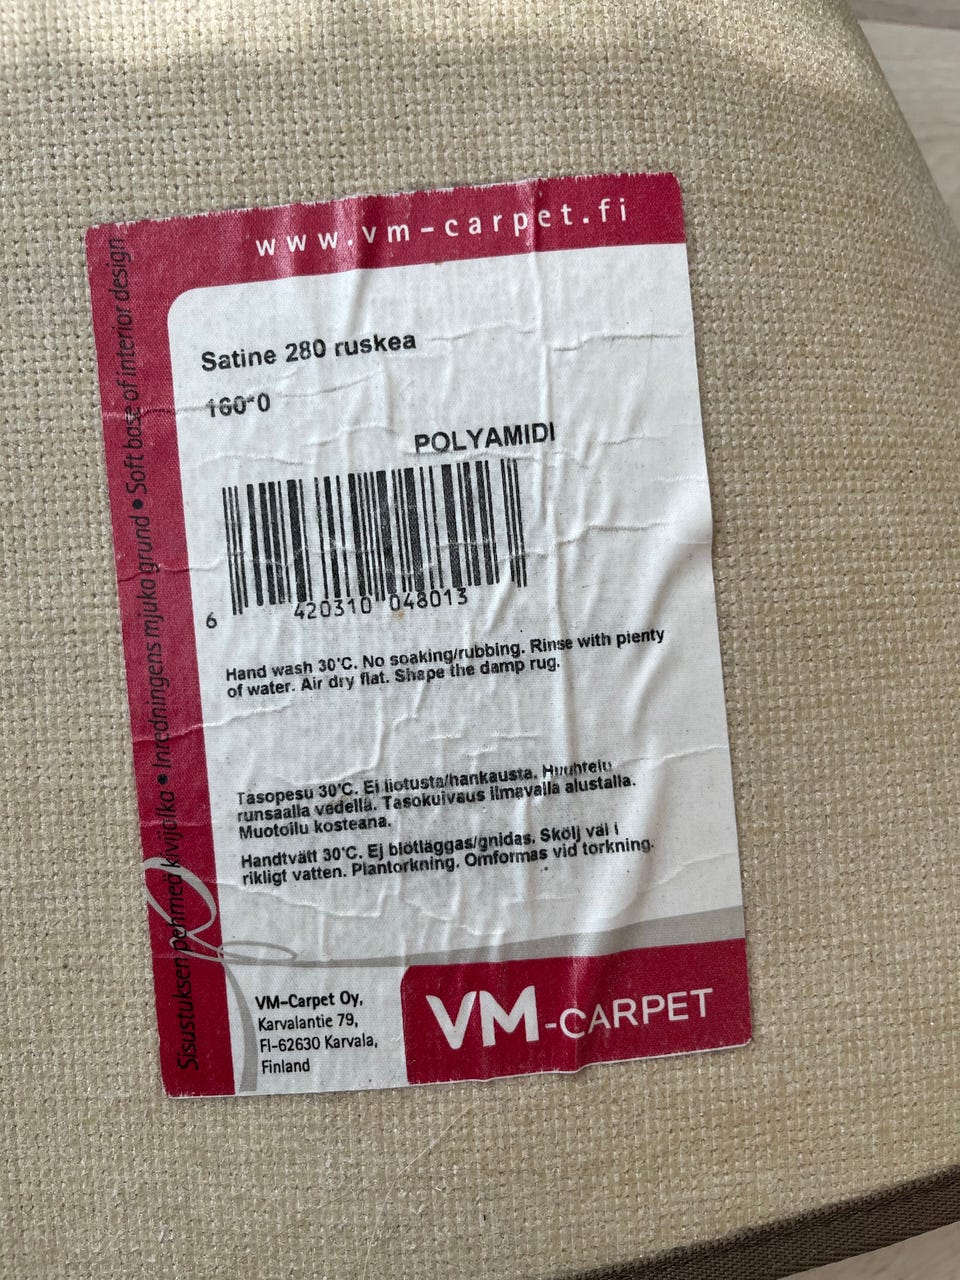 www.vm-carpet.fi
Sisustuksen pehmeä kivijalka • Inredningens mjuka grund • Soft base of interior design
Satine 280 ruskea
160*0
POLYAMIDI
6 420310 048013
Hand wash 30°C. No soaking/rubbing. Rinse with plenty
of water. Air dry flat. Shape the damp rug.
Tasopesu 30°C. Ei liotusta/hankausta. Huuhtelu
runsaalla vedellä. Tasokuivaus ilmavalla alustalla.
Muotoilu kosteana.
Handtvätt 30°C. Ej blötläggas/gnidas. Skölj väl i
rikligt vatten. Plantorkning. Omformas vid torkning.
VM-Carpet Oy,
Karvalantie 79,
FI-62630 Karvala,
Finland
VM-CARPET